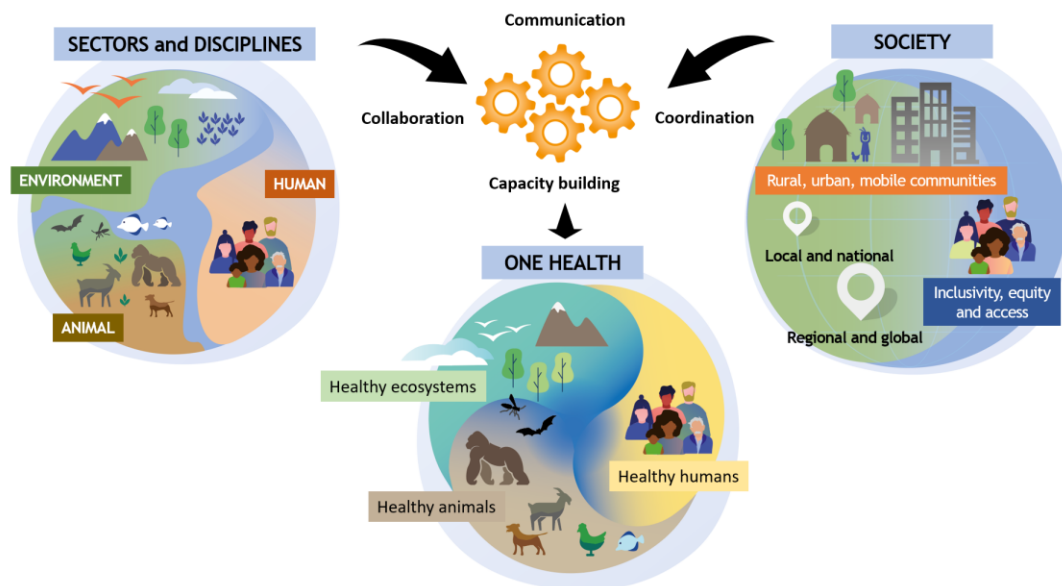 Communication
SECTORS and DISCIPLINES
SOCIETY
Collaboration
Coordination
Capacity building
ENVIRONMENT
HUMAN
ANIMAL
Rural, urban, mobile communities
Local and national
Inclusivity, equity
and access
Regional and global
ONE HEALTH
Healthy ecosystems
Healthy humans
Healthy animals